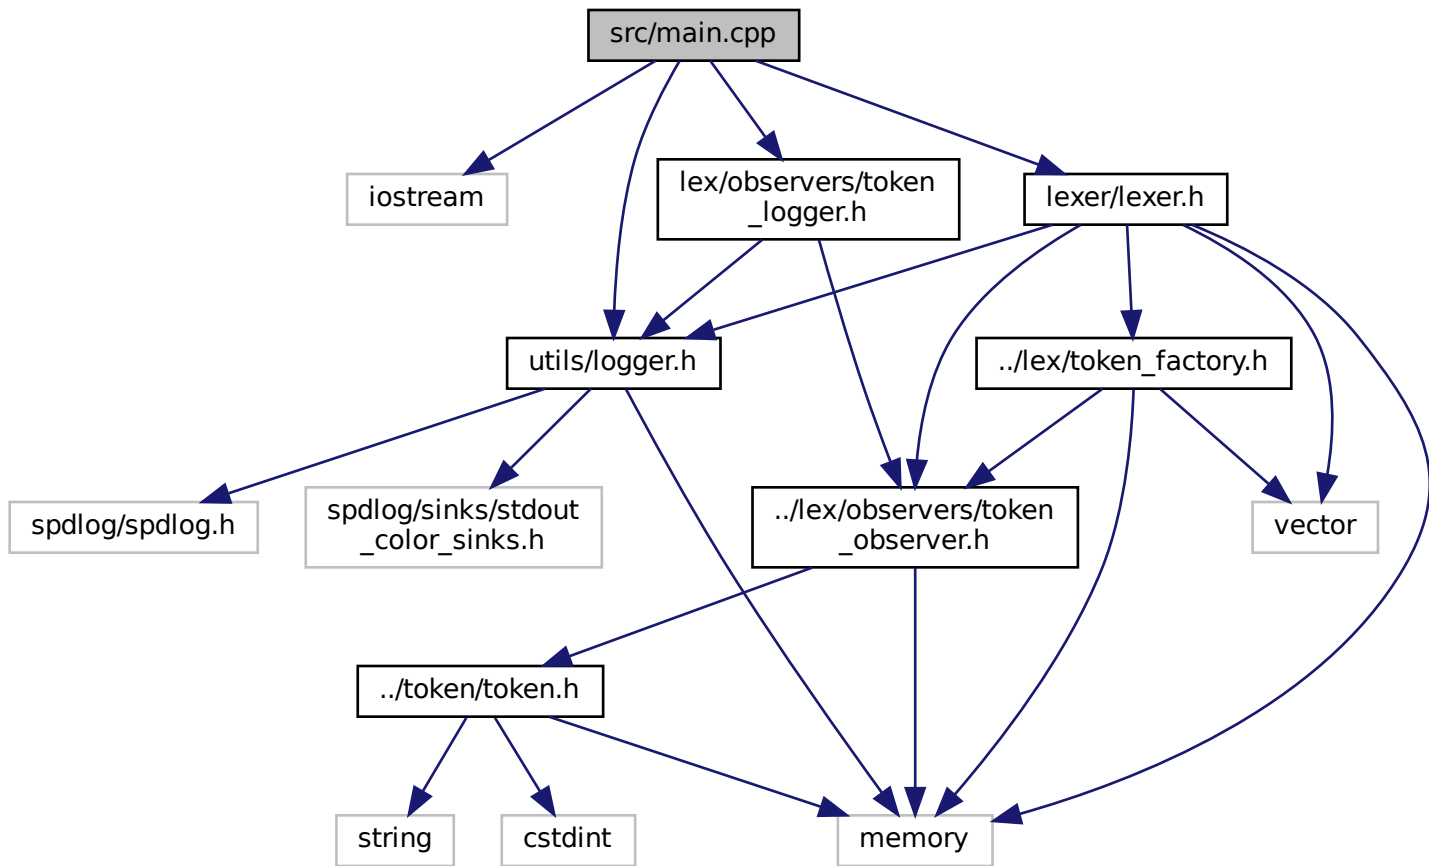 src/main.cpp
iostream
lex/observers/token
_logger.h
lexer/lexer.h
utils/logger.h
../lex/token_factory.h
spdlog/spdlog.h
spdlog/sinks/stdout
_color_sinks.h
../lex/observers/token
_observer.h
vector
../token/token.h
string
cstdint
memory